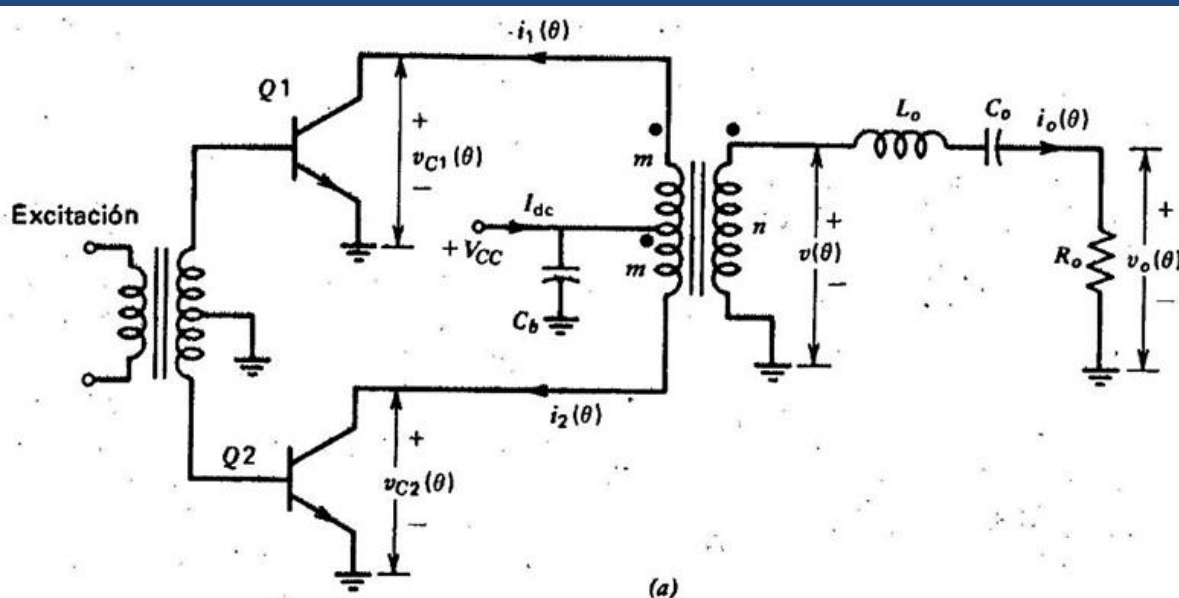 i₁(θ)
Q1
+
v_C1(θ)
−
Excitación
I_dc
+ V_CC
C_b
m
m
n
L_o
C_o
i_o(θ)
+
v(θ)
−
R_o
+
v_o(θ)
−
i₂(θ)
Q2
+
v_C2(θ)
−
(a)